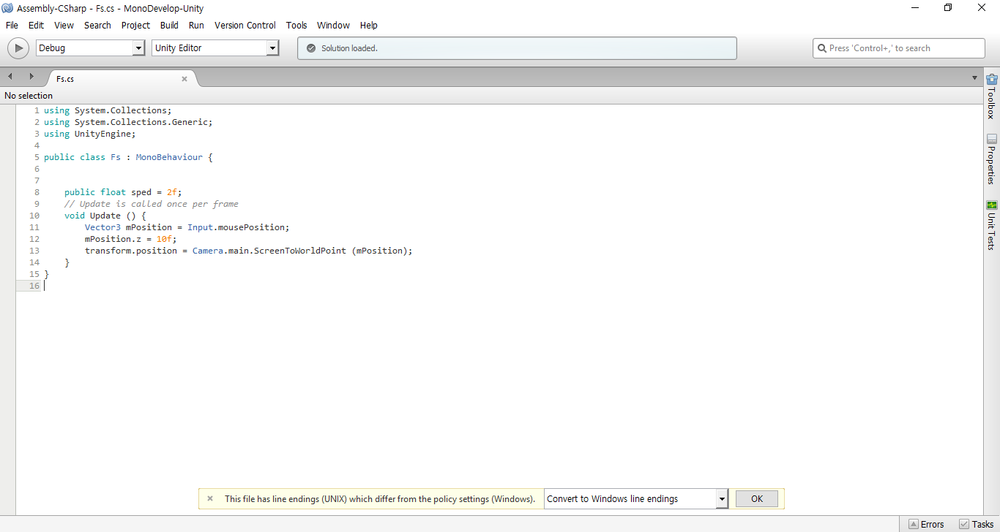 Assembly-CSharp - Fs.cs - MonoDevelop-Unity
File Edit View Search Project Build Run Version Control Tools Window Help
Debug Unity Editor Solution loaded. Press 'Control+,' to search
Fs.cs
No selection
Toolbox
Properties
Unit Tests
1 using System.Collections;
2 using System.Collections.Generic;
3 using UnityEngine;
4
5 public class Fs : MonoBehaviour {
6
7
8 public float sped = 2f;
9 // Update is called once per frame
10 void Update () {
11 Vector3 mPosition = Input.mousePosition;
12 mPosition.z = 10f;
13 transform.position = Camera.main.ScreenToWorldPoint (mPosition);
14 }
15 }
16
This file has line endings (UNIX) which differ from the policy settings (Windows). Convert to Windows line endings OK
Errors Tasks